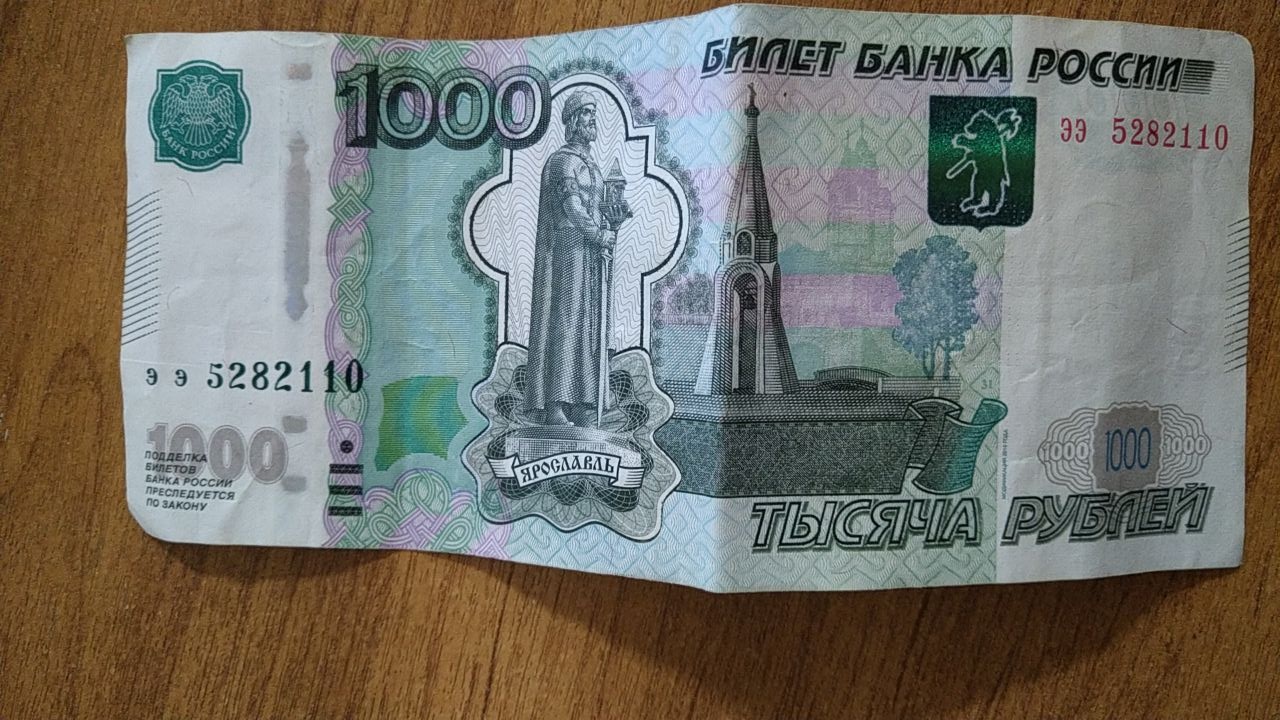 БИЛЕТ БАНКА РОССИИ
1000
БАНК РОССИИ
ЭЭ 5282110
ээ 5282110
1000
ПОДДЕЛКА
БИЛЕТОВ
БАНКА РОССИИ
ПРЕСЛЕДУЕТСЯ
ПО ЗАКОНУ
ЯРОСЛАВЛЬ
31
МОДИФИКАЦИЯ 2010 ГОДА
1000 1000 1000
ТЫСЯЧА РУБЛЕЙ